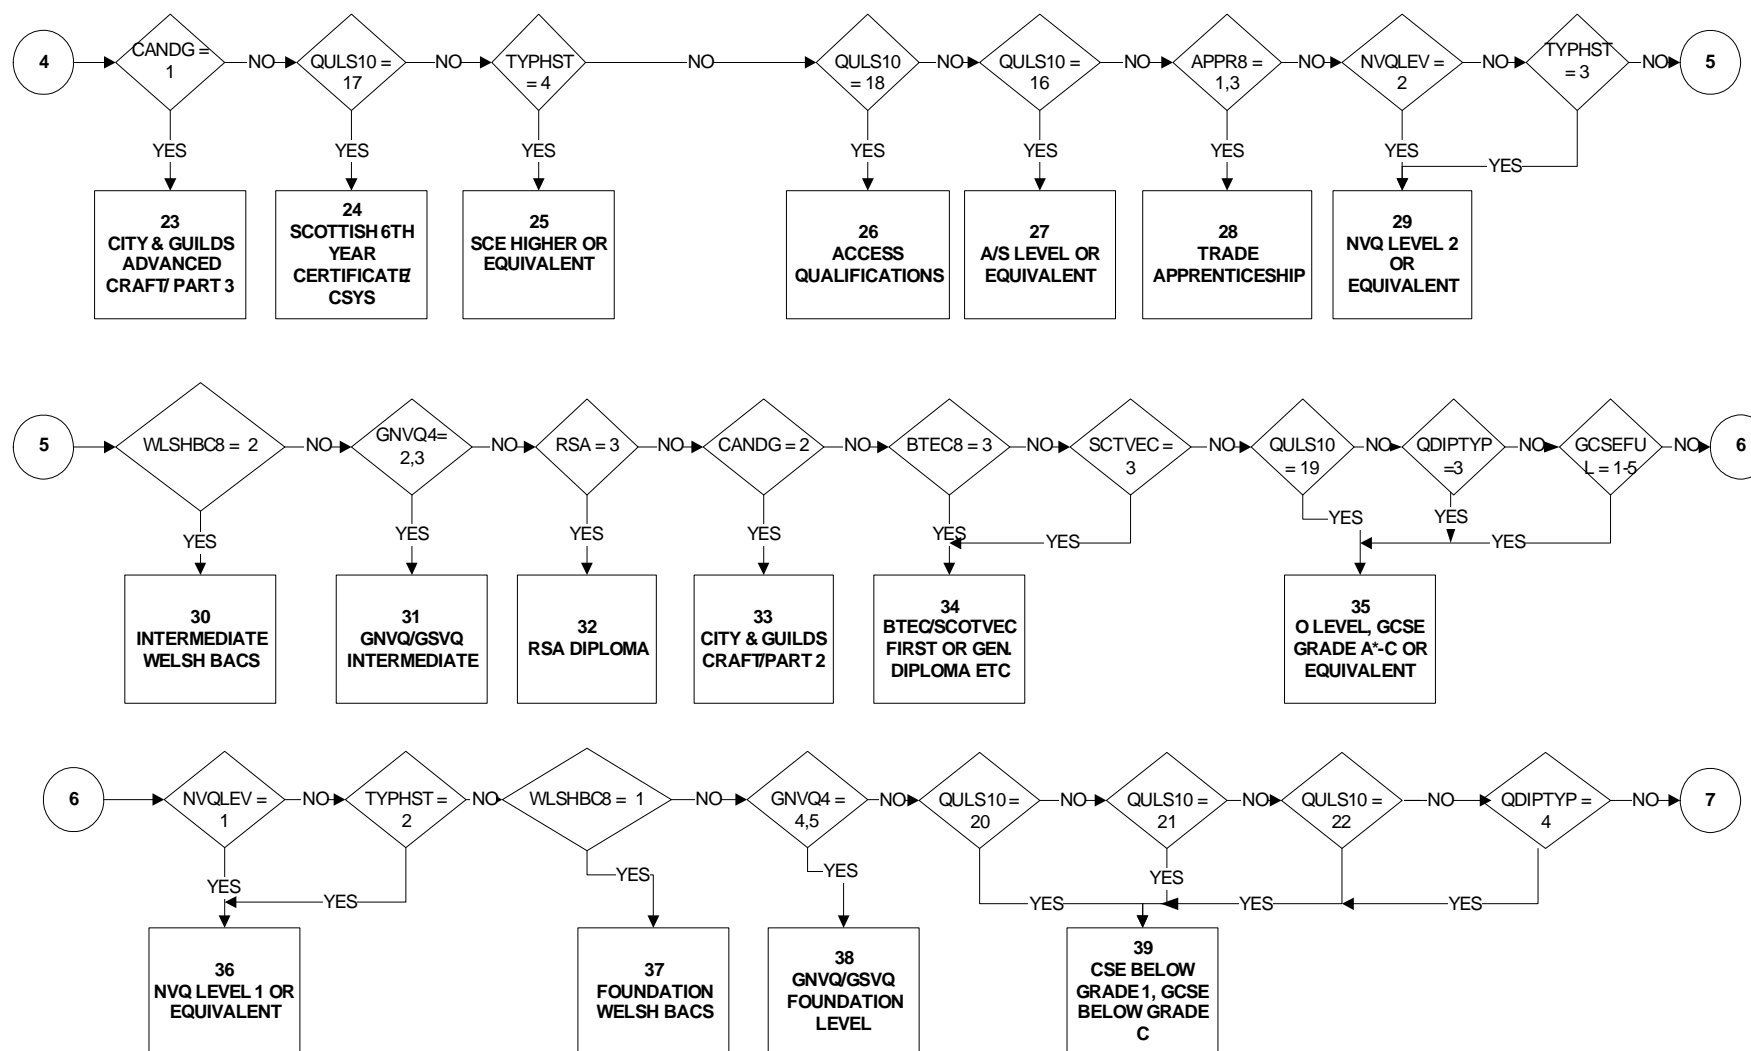 4
CANDG =
1
NO
QULS10 =
17
NO
TYPHST
= 4
NO
QULS10
= 18
NO
QULS10 =
16
NO
APPR8 =
1,3
NO
NVQLEV =
2
NO
TYPHST
= 3
NO
5
YES
YES
YES
YES
YES
YES
YES
YES
23
CITY & GUILDS
ADVANCED
CRAFT/ PART 3
24
SCOTTISH 6TH
YEAR
CERTIFICATE/
CSYS
25
SCE HIGHER OR
EQUIVALENT
26
ACCESS
QUALIFICATIONS
27
A/S LEVEL OR
EQUIVALENT
28
TRADE
APPRENTICESHIP
29
NVQ LEVEL 2
OR
EQUIVALENT
5
WLSHBC8 = 2
NO
GNVQ4=
2,3
NO
RSA = 3
NO
CANDG = 2
NO
BTEC8 = 3
NO
SCTVEC =
3
NO
QULS10
= 19
NO
QDIPTYP
=3
NO
GCSEFU
L = 1-5
NO
6
YES
YES
YES
YES
YES
YES
YES
YES
YES
30
INTERMEDIATE
WELSH BACS
31
GNVQ/GSVQ
INTERMEDIATE
32
RSA DIPLOMA
33
CITY & GUILDS
CRAFT/PART 2
34
BTEC/SCOTVEC
FIRST OR GEN.
DIPLOMA ETC
35
O LEVEL, GCSE
GRADE A*-C OR
EQUIVALENT
6
NVQLEV =
1
NO
TYPHST =
2
NO
WLSHBC8 = 1
NO
GNVQ4 =
4,5
NO
QULS10 =
20
NO
QULS10 =
21
NO
QULS10 =
22
NO
QDIPTYP =
4
NO
7
YES
YES
YES
YES
YES
YES
YES
YES
36
NVQ LEVEL 1 OR
EQUIVALENT
37
FOUNDATION
WELSH BACS
38
GNVQ/GSVQ
FOUNDATION
LEVEL
39
CSE BELOW
GRADE 1, GCSE
BELOW GRADE
C